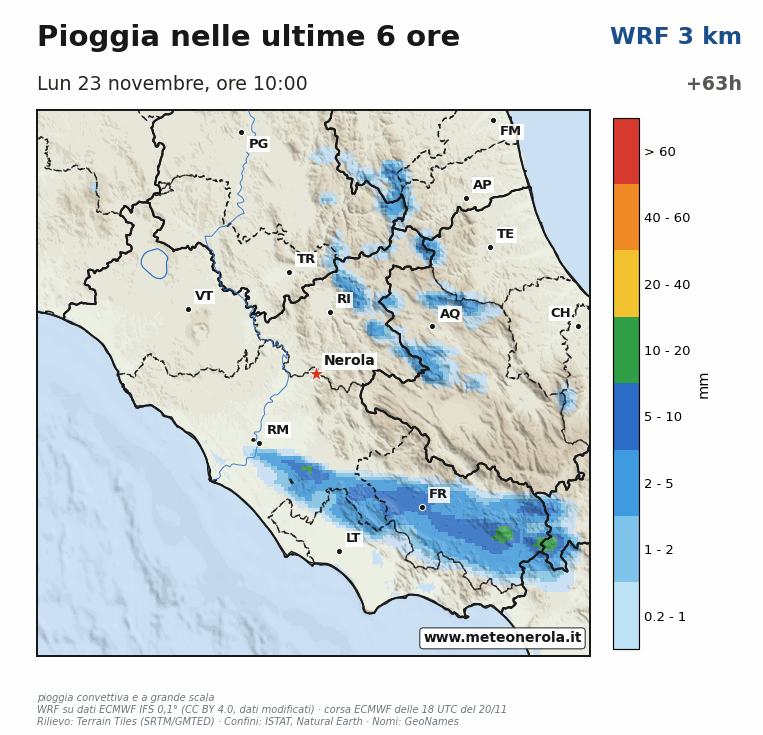 Pioggia nelle ultime 6 ore
WRF 3 km
Lun 23 novembre, ore 10:00
+63h
FM
PG
AP
TE
TR
VT
RI
AQ
CH
Nerola
RM
FR
LT
www.meteonerola.it
> 60
40 - 60
20 - 40
10 - 20
5 - 10
2 - 5
1 - 2
0.2 - 1
mm
pioggia convettiva e a grande scala
WRF su dati ECMWF IFS 0,1° (CC BY 4.0, dati modificati) · corsa ECMWF delle 18 UTC del 20/11
Rilievo: Terrain Tiles (SRTM/GMTED) · Confini: ISTAT, Natural Earth · Nomi: GeoNames